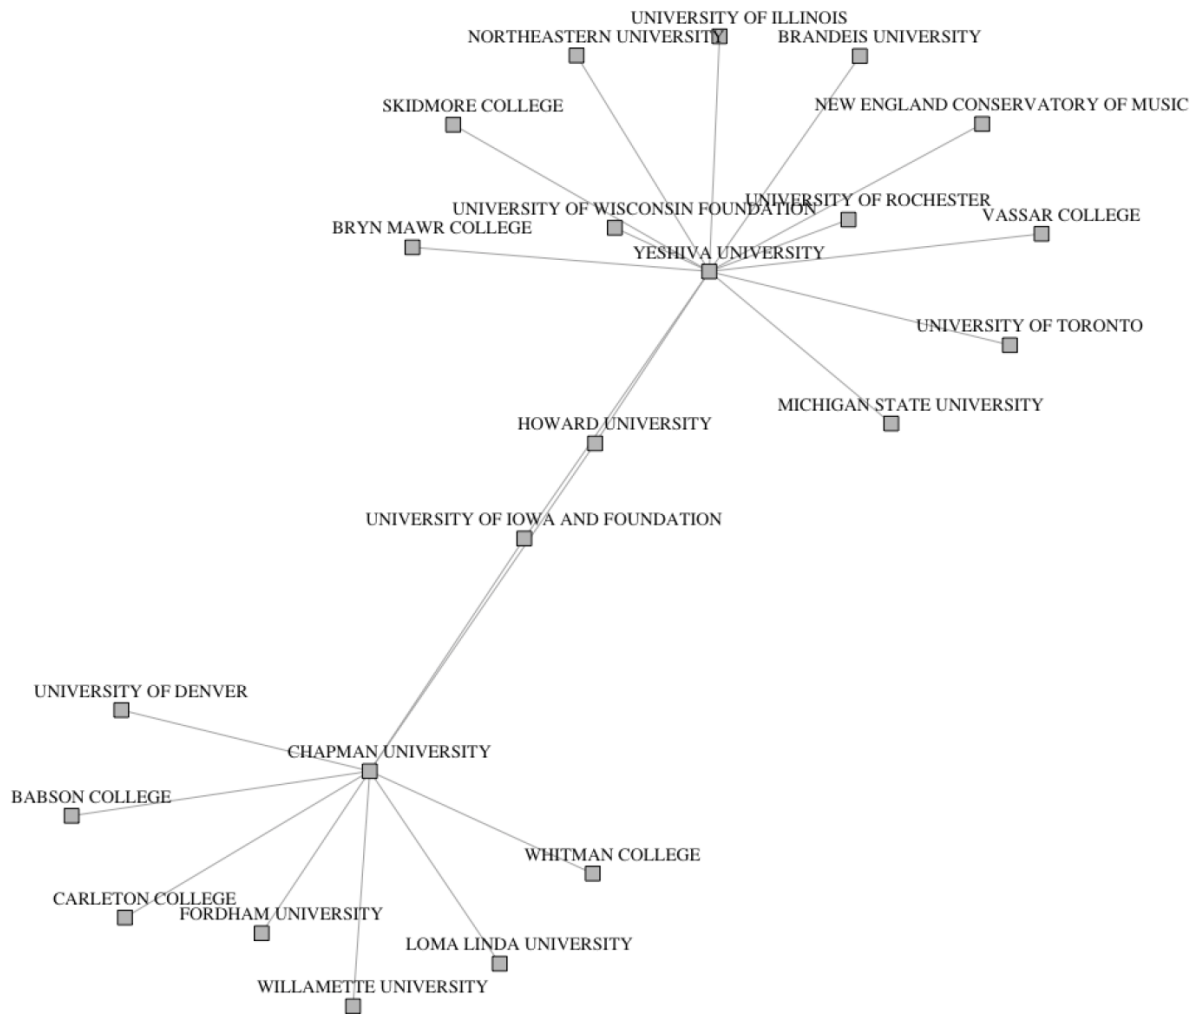 UNIVERSITY OF ILLINOIS
NORTHEASTERN UNIVERSITY
BRANDEIS UNIVERSITY
SKIDMORE COLLEGE
NEW ENGLAND CONSERVATORY OF MUSIC
UNIVERSITY OF WISCONSIN FOUNDATION
UNIVERSITY OF ROCHESTER
VASSAR COLLEGE
BRYN MAWR COLLEGE
YESHIVA UNIVERSITY
UNIVERSITY OF TORONTO
MICHIGAN STATE UNIVERSITY
HOWARD UNIVERSITY
UNIVERSITY OF IOWA AND FOUNDATION
UNIVERSITY OF DENVER
CHAPMAN UNIVERSITY
BABSON COLLEGE
WHITMAN COLLEGE
CARLETON COLLEGE
FORDHAM UNIVERSITY
LOMA LINDA UNIVERSITY
WILLAMETTE UNIVERSITY